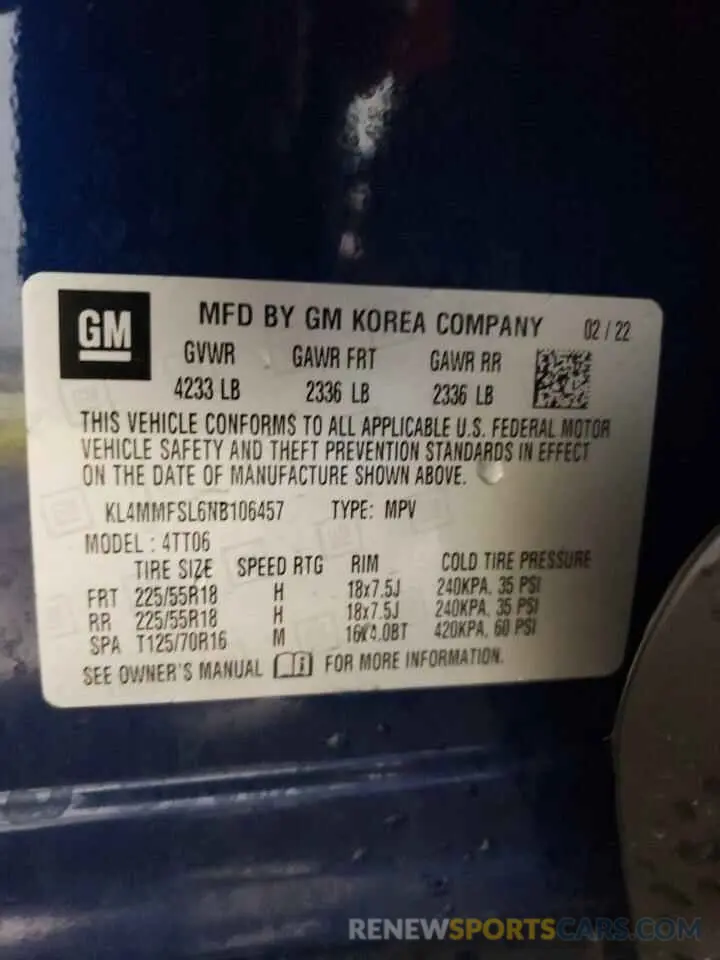 GM MFD BY GM KOREA COMPANY 02 / 22
GVWR GAWR FRT GAWR RR
4233 LB 2336 LB 2336 LB
THIS VEHICLE CONFORMS TO ALL APPLICABLE U.S. FEDERAL MOTOR
VEHICLE SAFETY AND THEFT PREVENTION STANDARDS IN EFFECT
ON THE DATE OF MANUFACTURE SHOWN ABOVE.
KL4MMFSL6NB106457 TYPE: MPV
MODEL : 4TT06
TIRE SIZE SPEED RTG RIM COLD TIRE PRESSURE
FRT 225/55R18 H 18x7.5J 240KPA, 35 PSI
RR 225/55R18 H 18x7.5J 240KPA, 35 PSI
SPA T125/70R16 M 16x4.0BT 420KPA, 60 PSI
SEE OWNER'S MANUAL FOR MORE INFORMATION.
RENEWSPORTSCARS.COM